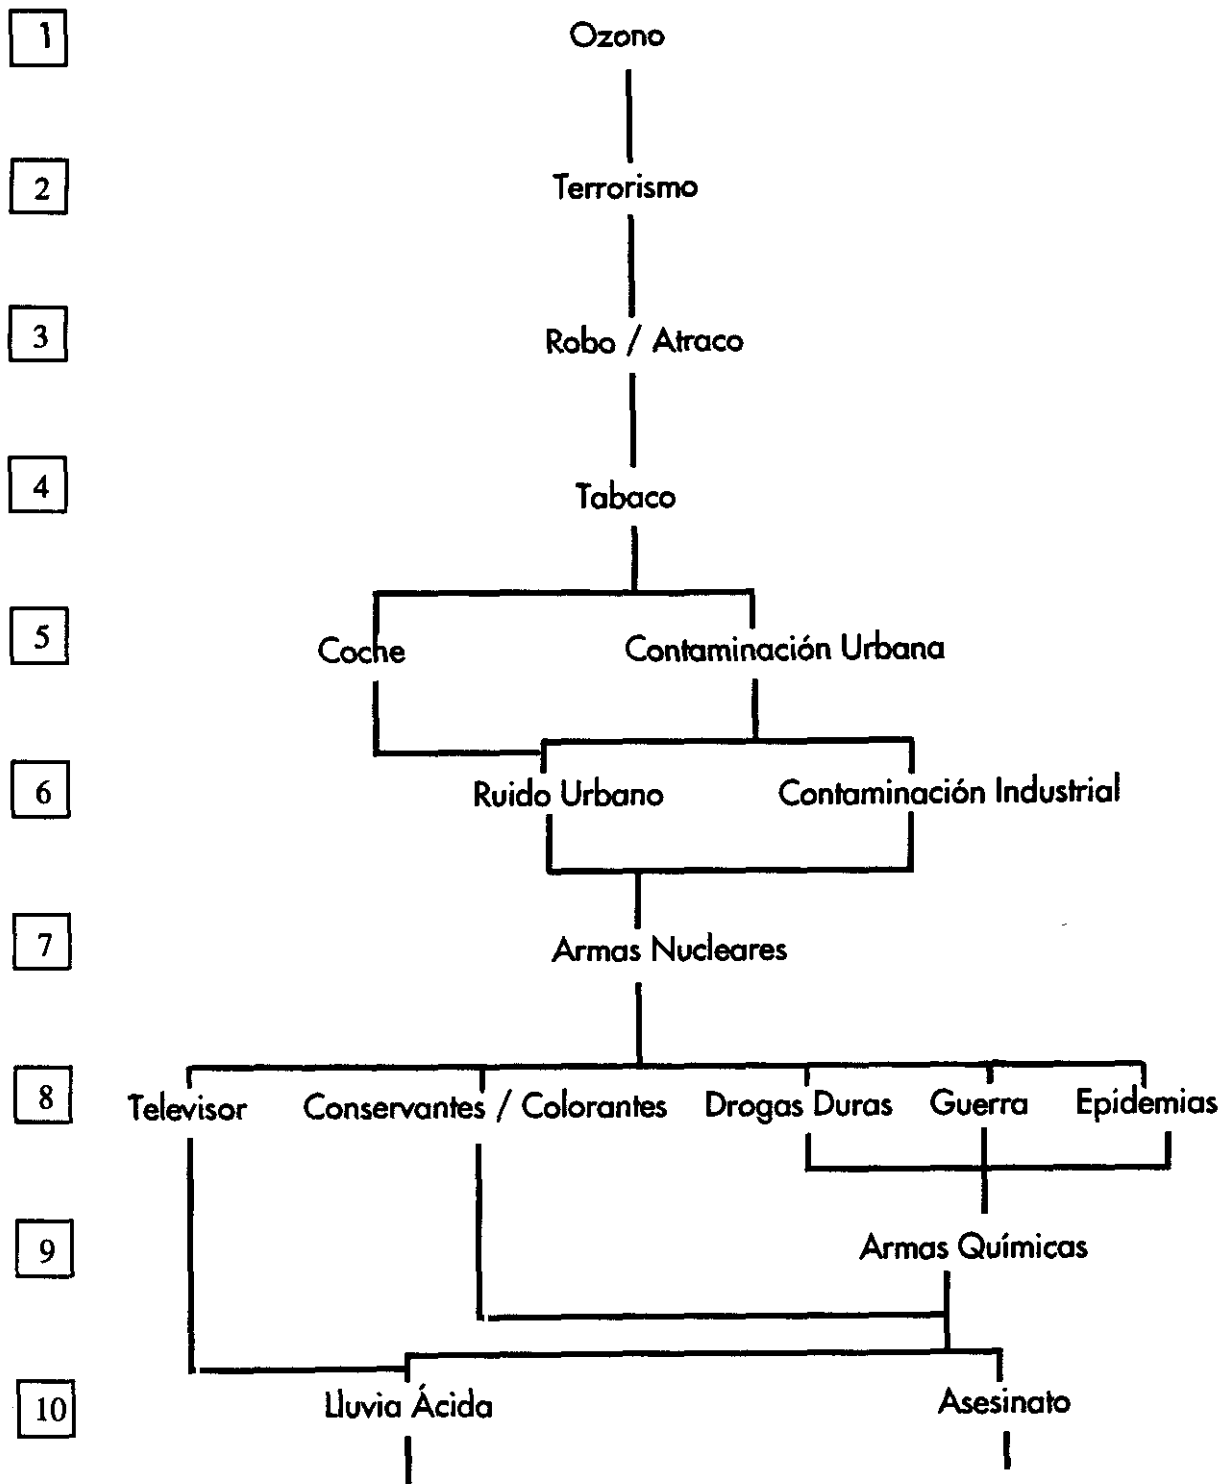 1 Ozono
2 Terrorismo
3 Robo / Atraco
4 Tabaco
5 Coche Contaminación Urbana
6 Ruido Urbano Contaminación Industrial
7 Armas Nucleares
8 Televisor Conservantes / Colorantes Drogas Duras Guerra Epidemias
9 Armas Químicas
10 Lluvia Ácida Asesinato